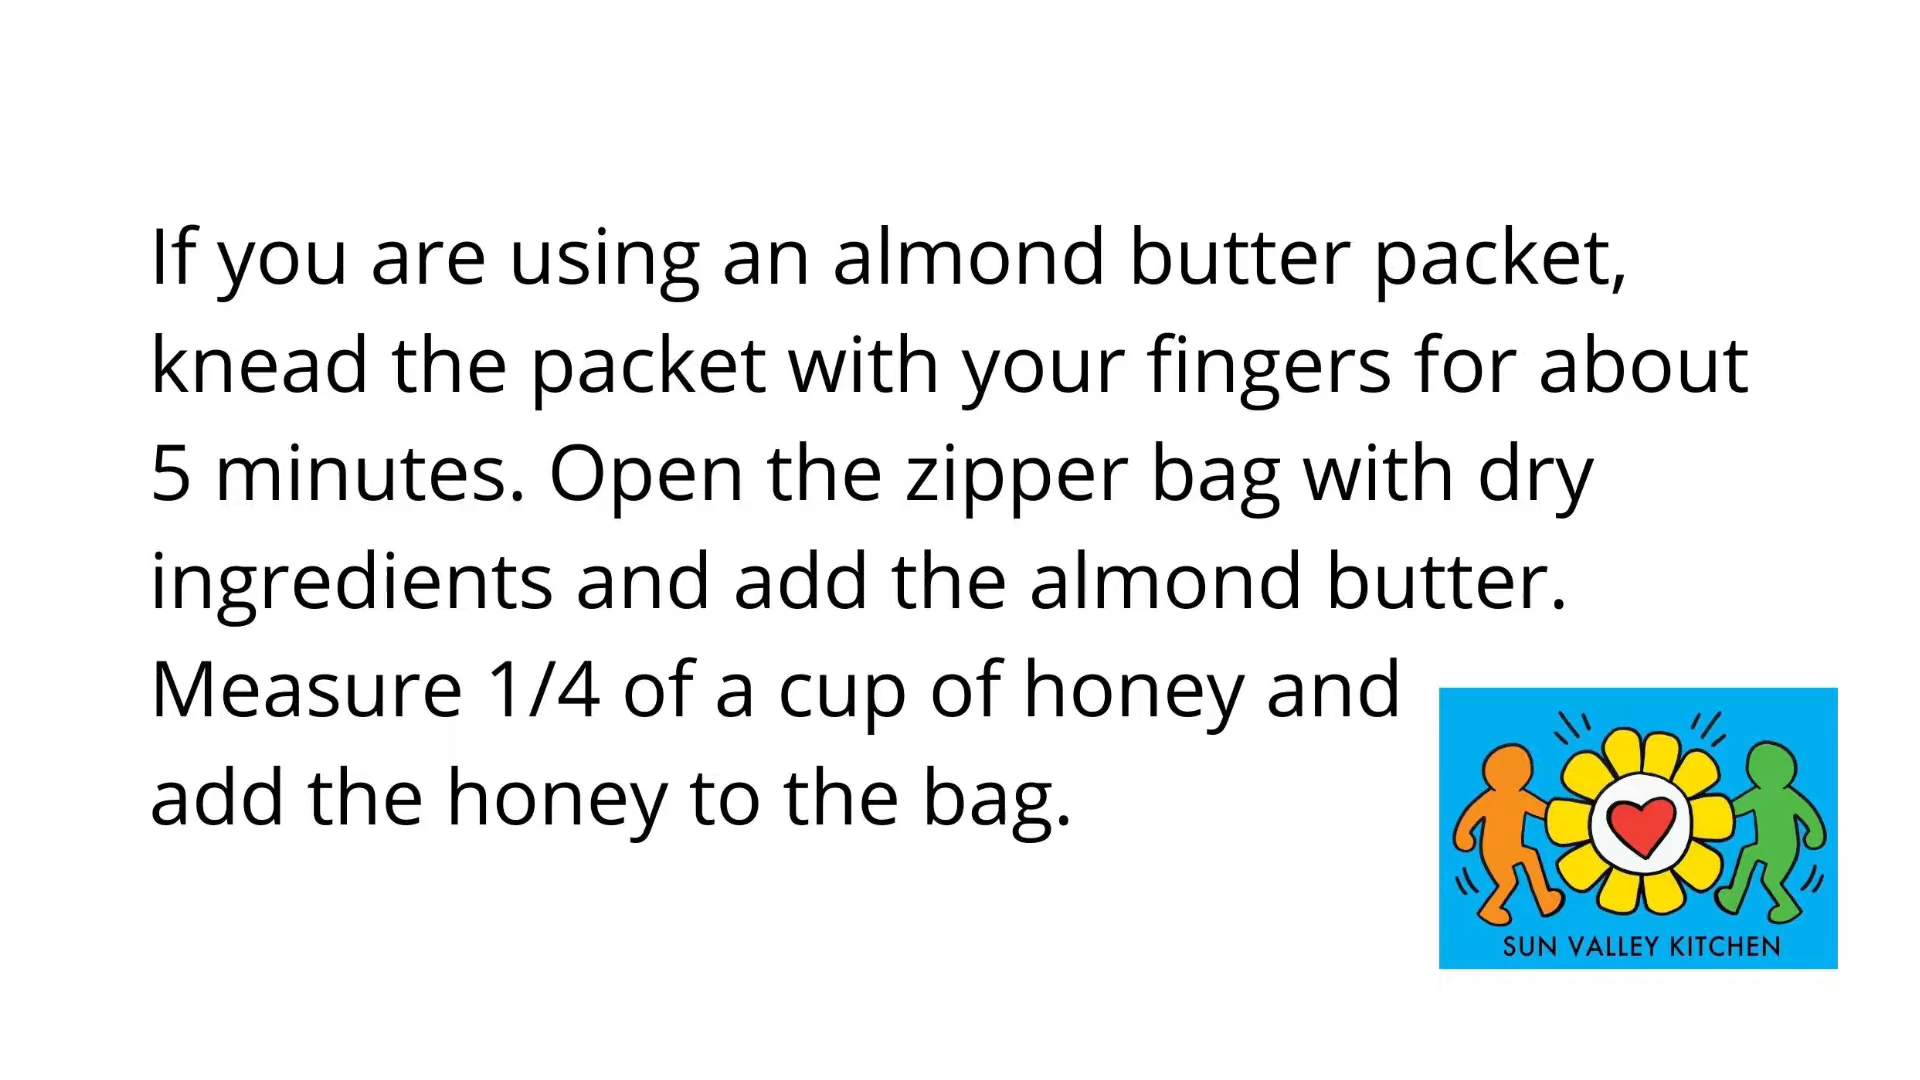 If you are using an almond butter packet,
knead the packet with your fingers for about
5 minutes. Open the zipper bag with dry
ingredients and add the almond butter.
Measure 1/4 of a cup of honey and
add the honey to the bag.
SUN VALLEY KITCHEN